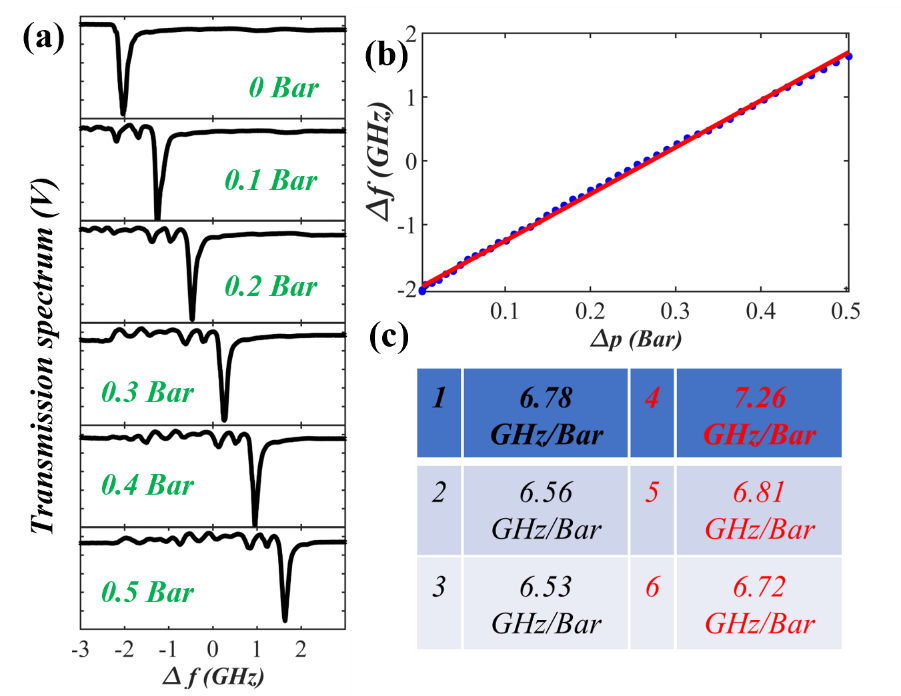 (a)
Transmission spectrum (V)
0 Bar
0.1 Bar
0.2 Bar
0.3 Bar
0.4 Bar
0.5 Bar
-3 -2 -1 0 1 2
Δ f (GHz)
(b)
Δf (GHz)
2
1
0
-1
-2
0.1 0.2 0.3 0.4 0.5
Δp (Bar)
(c)
1 6.78 4 7.26
GHz/Bar GHz/Bar
2 6.56 5 6.81
GHz/Bar GHz/Bar
3 6.53 6 6.72
GHz/Bar GHz/Bar